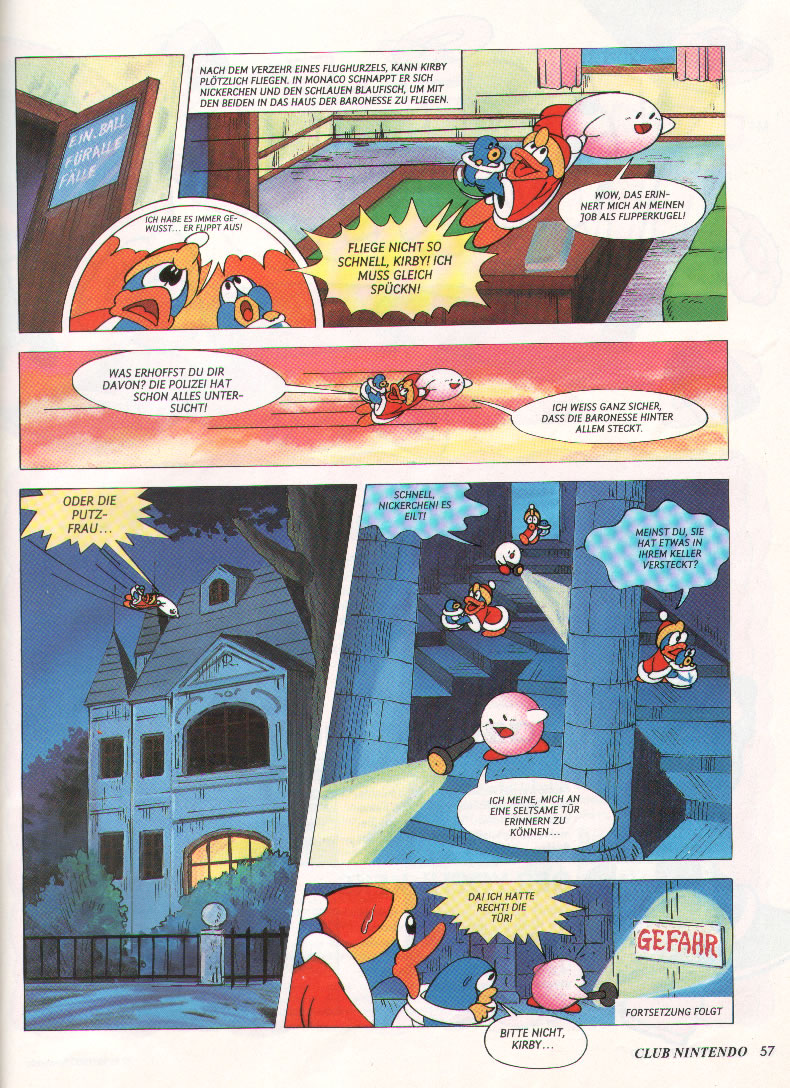 NACH DEM VERZEHR EINES FLUGHURZELS, KANN KIRBY
PLÖTZLICH FLIEGEN. IN MONACO SCHNAPPT ER SICH
NICKERCHEN UND DEN SCHLAUEN BLAUFISCH, UM MIT
DEN BEIDEN IN DAS HAUS DER BARONESSE ZU FLIEGEN.
EIN. BALL
FÜR ALLE
FÄLLE
WOW, DAS ERIN-
NERT MICH AN MEINEN
JOB ALS FLIPPERKUGEL!
ICH HABE ES IMMER GE-
WUSST... ER FLIPPT AUS!
FLIEGE NICHT SO
SCHNELL, KIRBY! ICH
MUSS GLEICH
SPÜCKN!
WAS ERHOFFST DU DIR
DAVON? DIE POLIZEI HAT
SCHON ALLES UNTER-
SUCHT!
ICH WEISS GANZ SICHER,
DASS DIE BARONESSE HINTER
ALLEM STECKT.
ODER DIE
PUTZ-
FRAU...
SCHNELL,
NICKERCHEN! ES
EILT!
MEINST DU, SIE
HAT ETWAS IN
IHREM KELLER
VERSTECKT?
ICH MEINE, MICH AN
EINE SELTSAME TÜR
ERINNERN ZU
KÖNNEN...
DA! ICH HATTE
RECHT! DIE
TÜR!
GEFAHR
BITTE NICHT,
KIRBY...
FORTSETZUNG FOLGT
CLUB NINTENDO 57